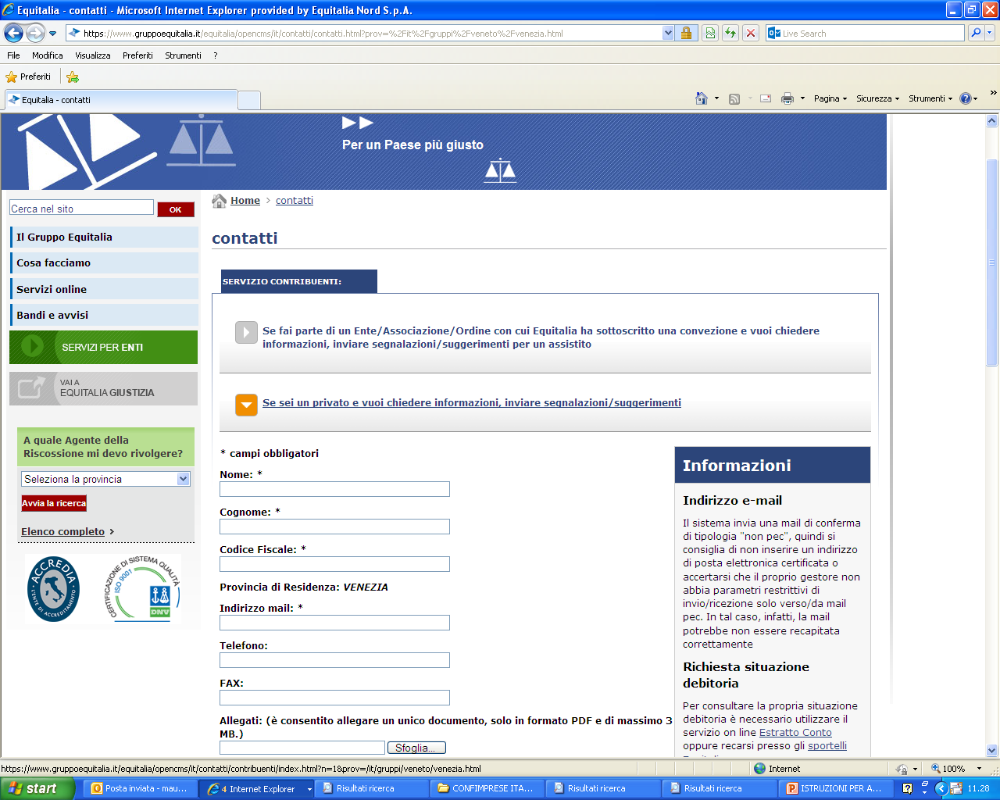 Equitalia - contatti - Microsoft Internet Explorer provided by Equitalia Nord S.p.A.
https://www.gruppoequitalia.it/equitalia/opencms/it/contatti/contatti.html?prov=%2Fit%2Fgruppi%2Fveneto%2Fvenezia.html
Live Search
File Modifica Visualizza Preferiti Strumenti ?
Preferiti
Equitalia - contatti
Pagina Sicurezza Strumenti
Per un Paese più giusto
Cerca nel sito
OK
Il Gruppo Equitalia
Cosa facciamo
Servizi online
Bandi e avvisi
SERVIZI PER ENTI
VAI A
EQUITALIA GIUSTIZIA
A quale Agente della
Riscossione mi devo rivolgere?
Seleziona la provincia
Avvia la ricerca
Elenco completo >
ACCREDIA
L'ENTE DI ACCREDITAMENTO
CERTIFICAZIONE DI SISTEMA QUALITÀ
ISO 9001
DNV
Home > contatti
contatti
SERVIZIO CONTRIBUENTI:
Se fai parte di un Ente/Associazione/Ordine con cui Equitalia ha sottoscritto una convezione e vuoi chiedere
informazioni, inviare segnalazioni/suggerimenti per un assistito
Se sei un privato e vuoi chiedere informazioni, inviare segnalazioni/suggerimenti
* campi obbligatori
Nome: *
Cognome: *
Codice Fiscale: *
Provincia di Residenza: VENEZIA
Indirizzo mail: *
Telefono:
FAX:
Allegati: (è consentito allegare un unico documento, solo in formato PDF e di massimo 3
MB.)
Sfoglia...
Informazioni
Indirizzo e-mail
Il sistema invia una mail di conferma
di tipologia "non pec", quindi si
consiglia di non inserire un indirizzo
di posta elettronica certificata o
accertarsi che il proprio gestore non
abbia parametri restrittivi di
invio/ricezione solo verso/da mail
pec. In tal caso, infatti, la mail
potrebbe non essere recapitata
correttamente
Richiesta situazione
debitoria
Per consultare la propria situazione
debitoria è necessario utilizzare il
servizio on line Estratto Conto
oppure recarsi presso gli sportelli
https://www.gruppoequitalia.it/equitalia/opencms/it/contatti/contribuenti/index.html?n=1&prov=/it/gruppi/veneto/venezia.html
Internet
100%
start
Posta inviata - mau...
4 Internet Explorer
Risultati ricerca
CONFIMPRESE ITA...
Risultati ricerca
Risultati ricerca
ISTRUZIONI PER A...
11.28